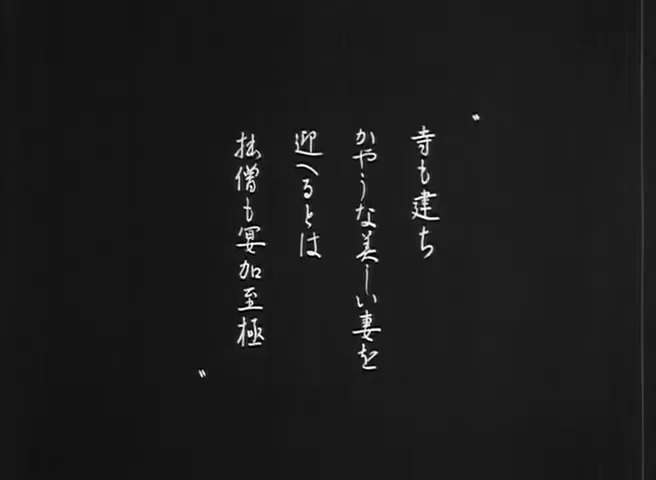 〝寺も建ち
かやうな美しい妻を
迎へるとは
拙僧も冥加至極〟